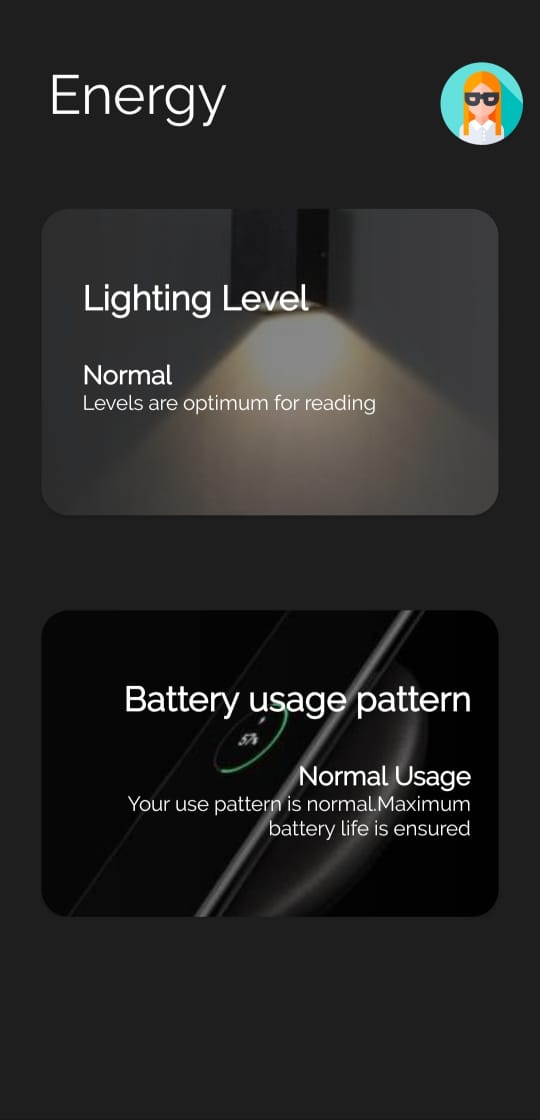 Energy
Lighting Level
Normal
Levels are optimum for reading
Battery usage pattern
57%
Normal Usage
Your use pattern is normal.Maximum
battery life is ensured